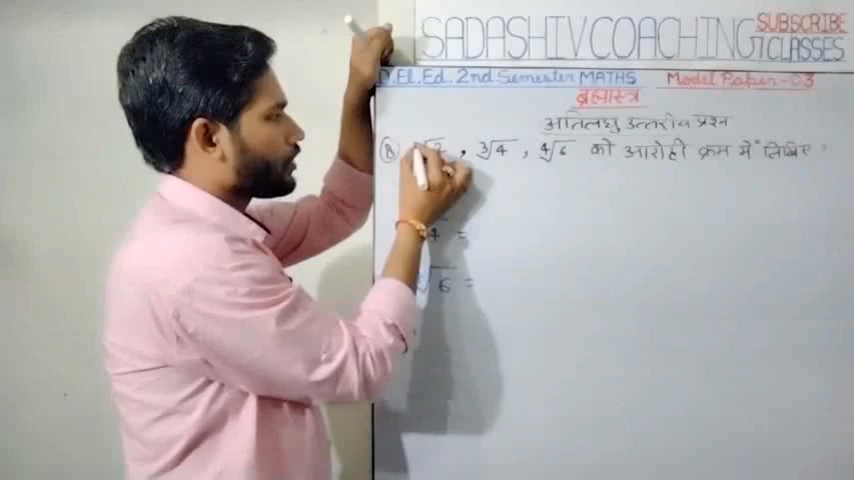 SADASHIV COACHING CLASSES
SUBSCRIBE
D.El.Ed. 2nd Semester MATHS Model Paper-03
ब्रह्मास्त्र
अतिलघु उत्तरीय प्रश्न
√2, ∛4, ∜6 को आरोही क्रम में लिखिए
4 =
√6 =